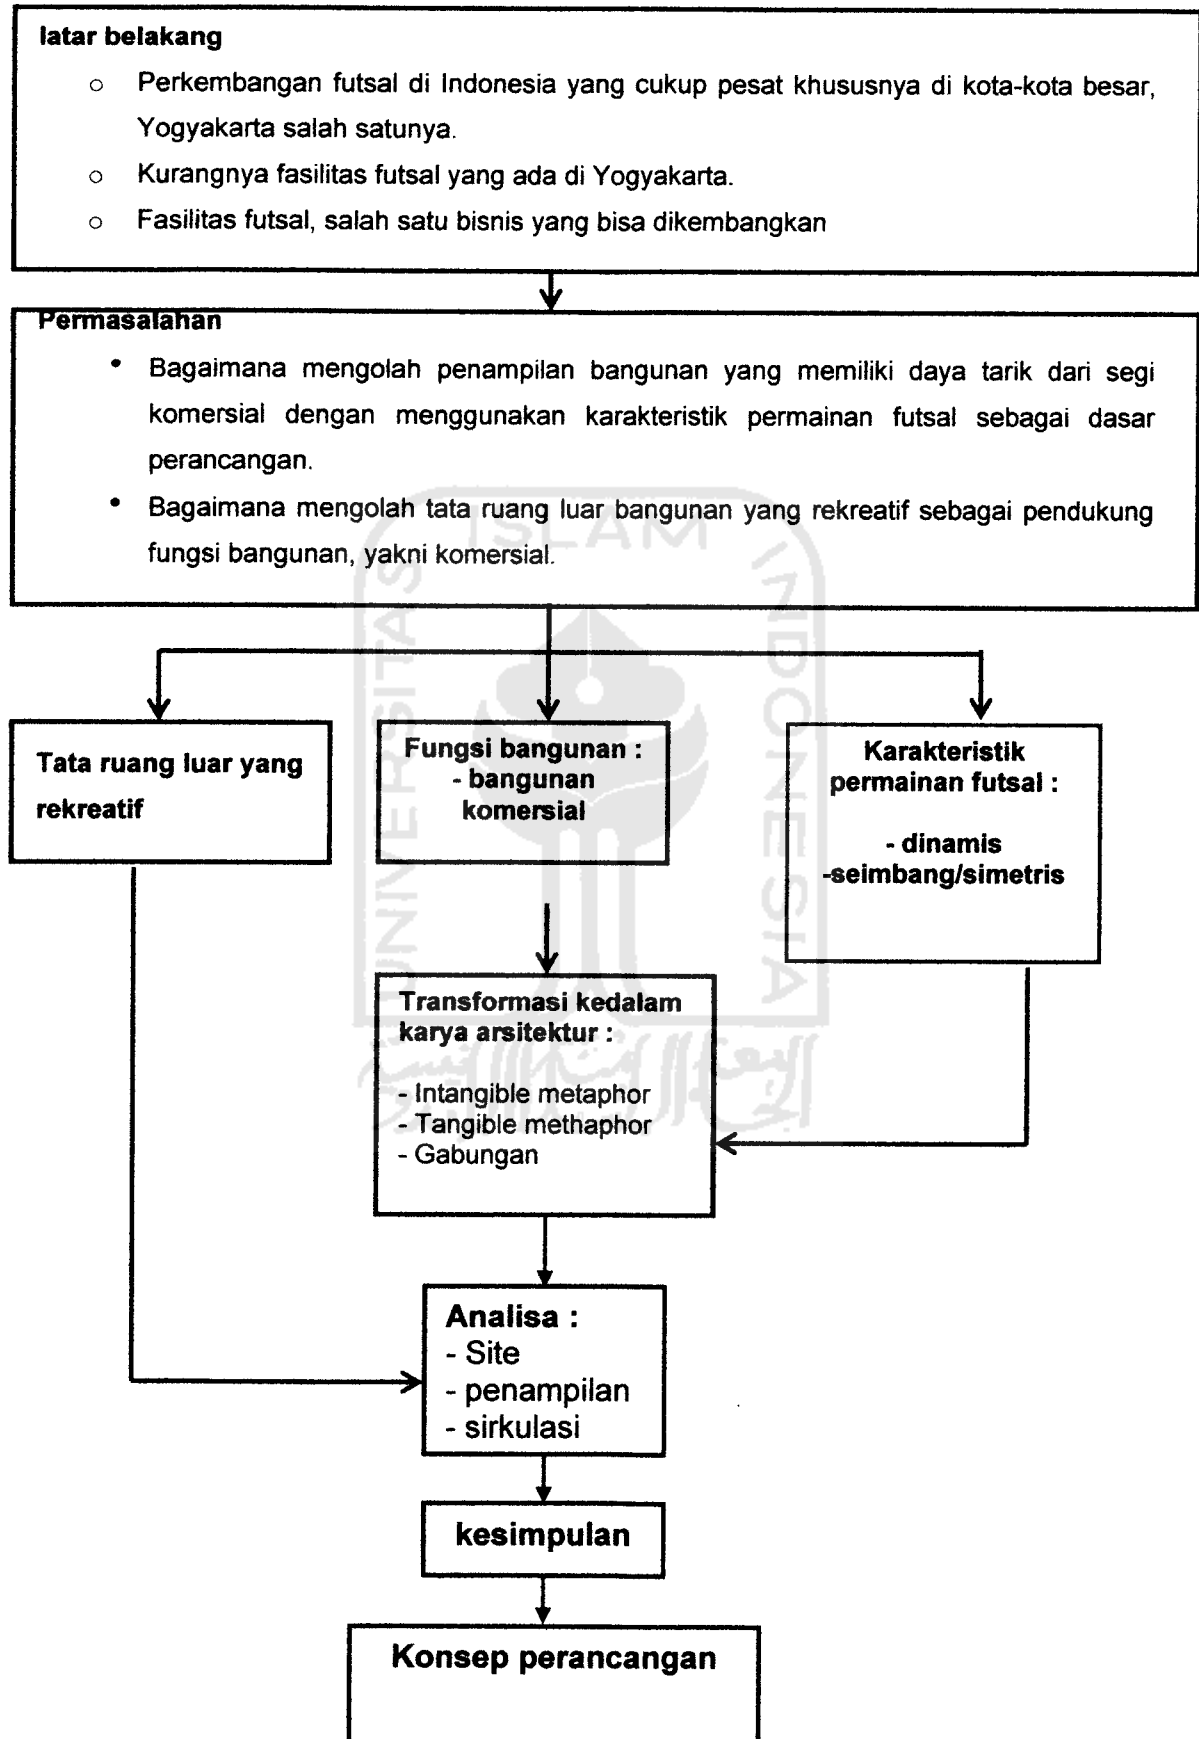 latar belakang
o Perkembangan futsal di Indonesia yang cukup pesat khususnya di kota-kota besar,
Yogyakarta salah satunya.
o Kurangnya fasilitas futsal yang ada di Yogyakarta.
o Fasilitas futsal, salah satu bisnis yang bisa dikembangkan
Permasalahan
• Bagaimana mengolah penampilan bangunan yang memiliki daya tarik dari segi
komersial dengan menggunakan karakteristik permainan futsal sebagai dasar
perancangan.
• Bagaimana mengolah tata ruang luar bangunan yang rekreatif sebagai pendukung
fungsi bangunan, yakni komersial.
Tata ruang luar yang
rekreatif
Fungsi bangunan :
- bangunan
komersial
Karakteristik
permainan futsal :
- dinamis
-seimbang/simetris
Transformasi kedalam
karya arsitektur :
- Intangible metaphor
- Tangible methaphor
- Gabungan
Analisa :
- Site
- penampilan
- sirkulasi
kesimpulan
Konsep perancangan
UNIVERSITAS
ISLAM
INDONESIA